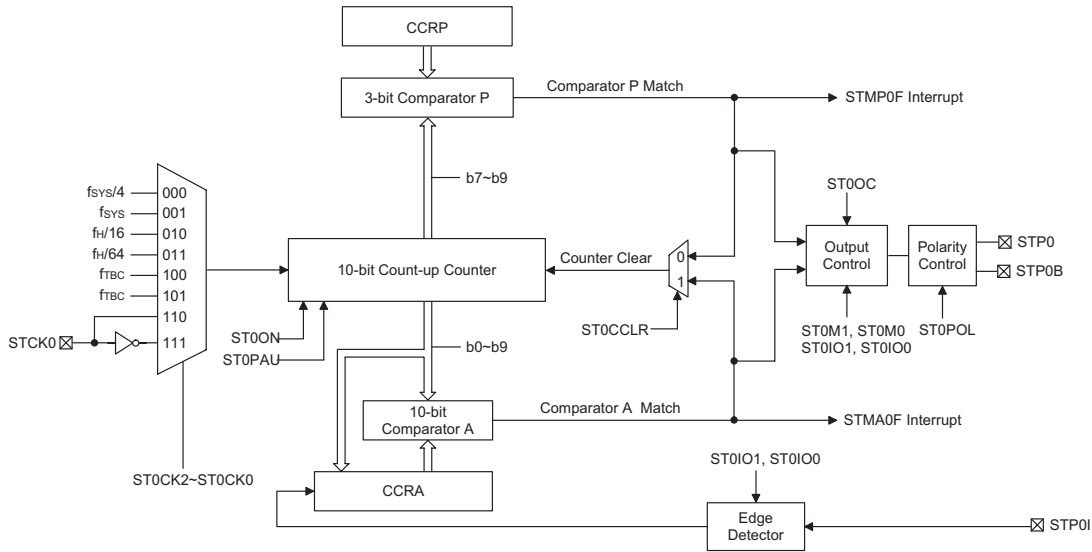 CCRP
3-bit Comparator P
Comparator P Match
STMP0F Interrupt
b7~b9
fSYS/4
000
fSYS
001
fH/16
010
fH/64
011
fTBC
100
fTBC
101
110
STCK0
111
10-bit Count-up Counter
Counter Clear
0
1
ST0OC
Output
Control
Polarity
Control
STP0
STP0B
ST0ON
ST0PAU
ST0CCLR
ST0M1, ST0M0
ST0IO1, ST0IO0
ST0POL
b0~b9
10-bit
Comparator A
Comparator A Match
STMA0F Interrupt
ST0CK2~ST0CK0
CCRA
ST0IO1, ST0IO0
Edge
Detector
STP0I